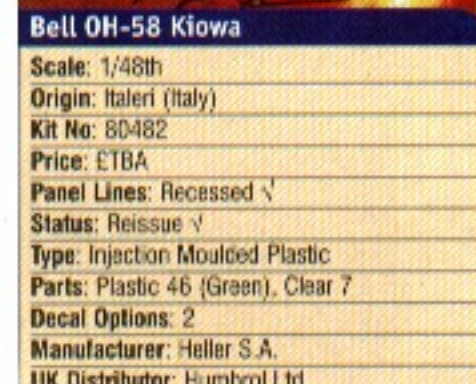 Bell OH-58 Kiowa
Scale: 1/48th
Origin: Italeri (Italy)
Kit No: 80482
Price: £TBA
Panel Lines: Recessed √
Status: Reissue √
Type: Injection Moulded Plastic
Parts: Plastic 46 (Green), Clear 7
Decal Options: 2
Manufacturer: Heller S.A.
UK Distributor: Humbrol Ltd